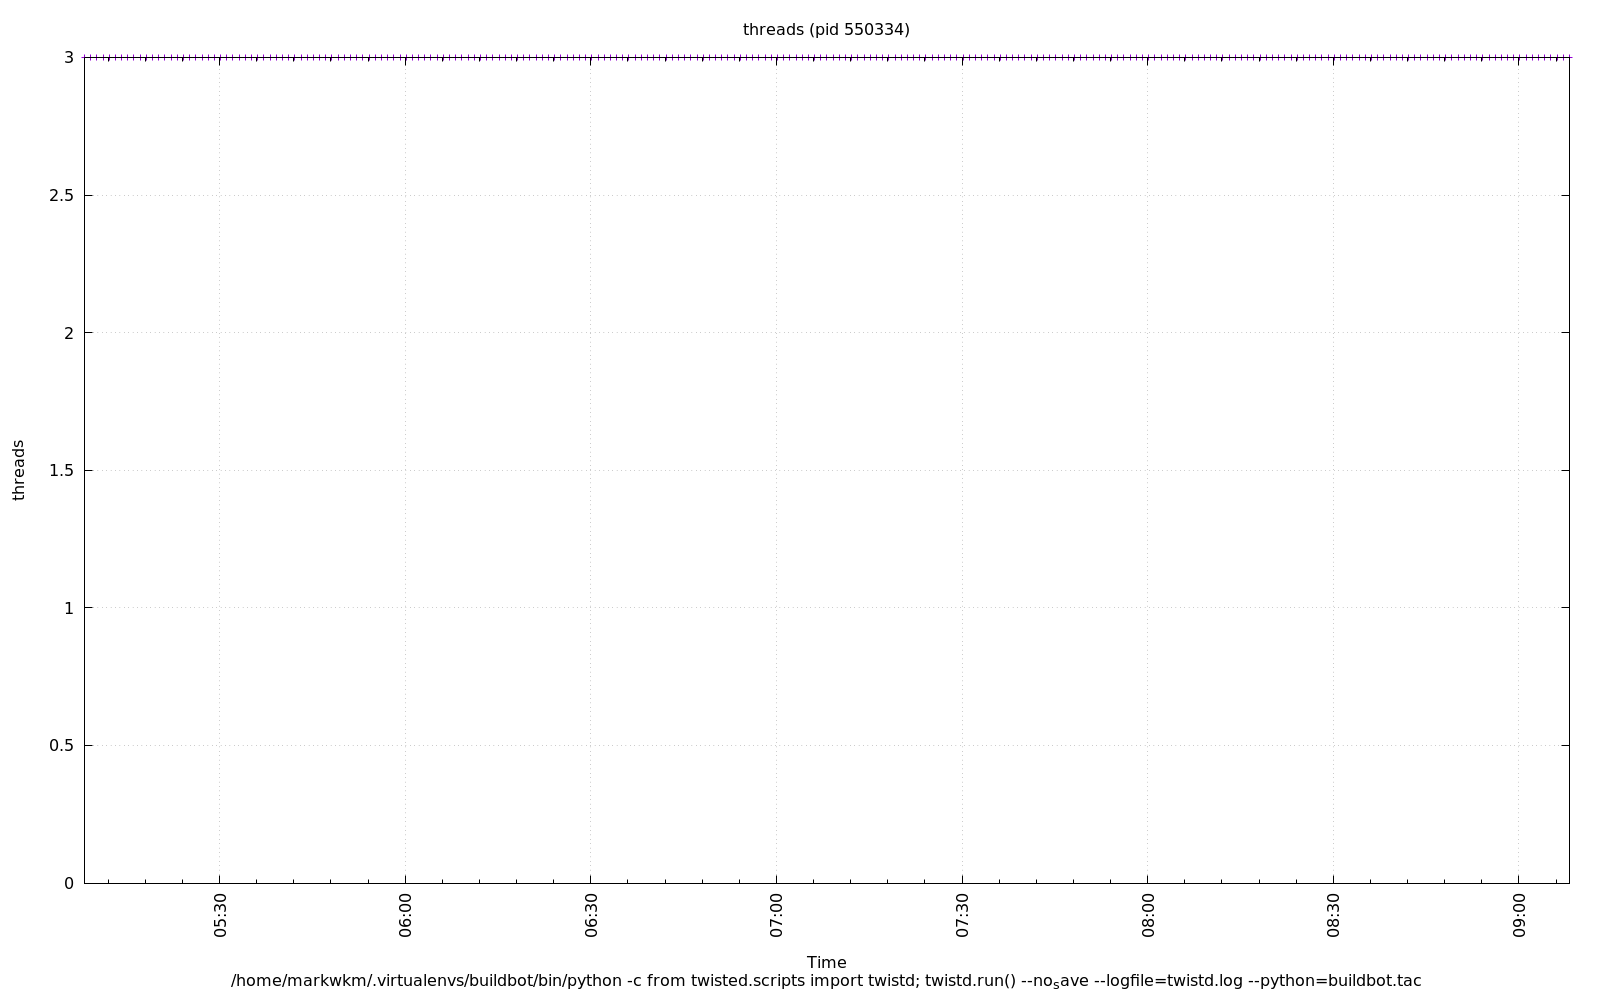 threads (pid 550334)
3
2.5
2
1.5
1
0.5
0
threads
05:30 06:00 06:30 07:00 07:30 08:00 08:30 09:00
Time
/home/markwkm/.virtualenvs/buildbot/bin/python -c from twisted.scripts import twistd; twistd.run() --noₛave --logfile=twistd.log --python=buildbot.tac